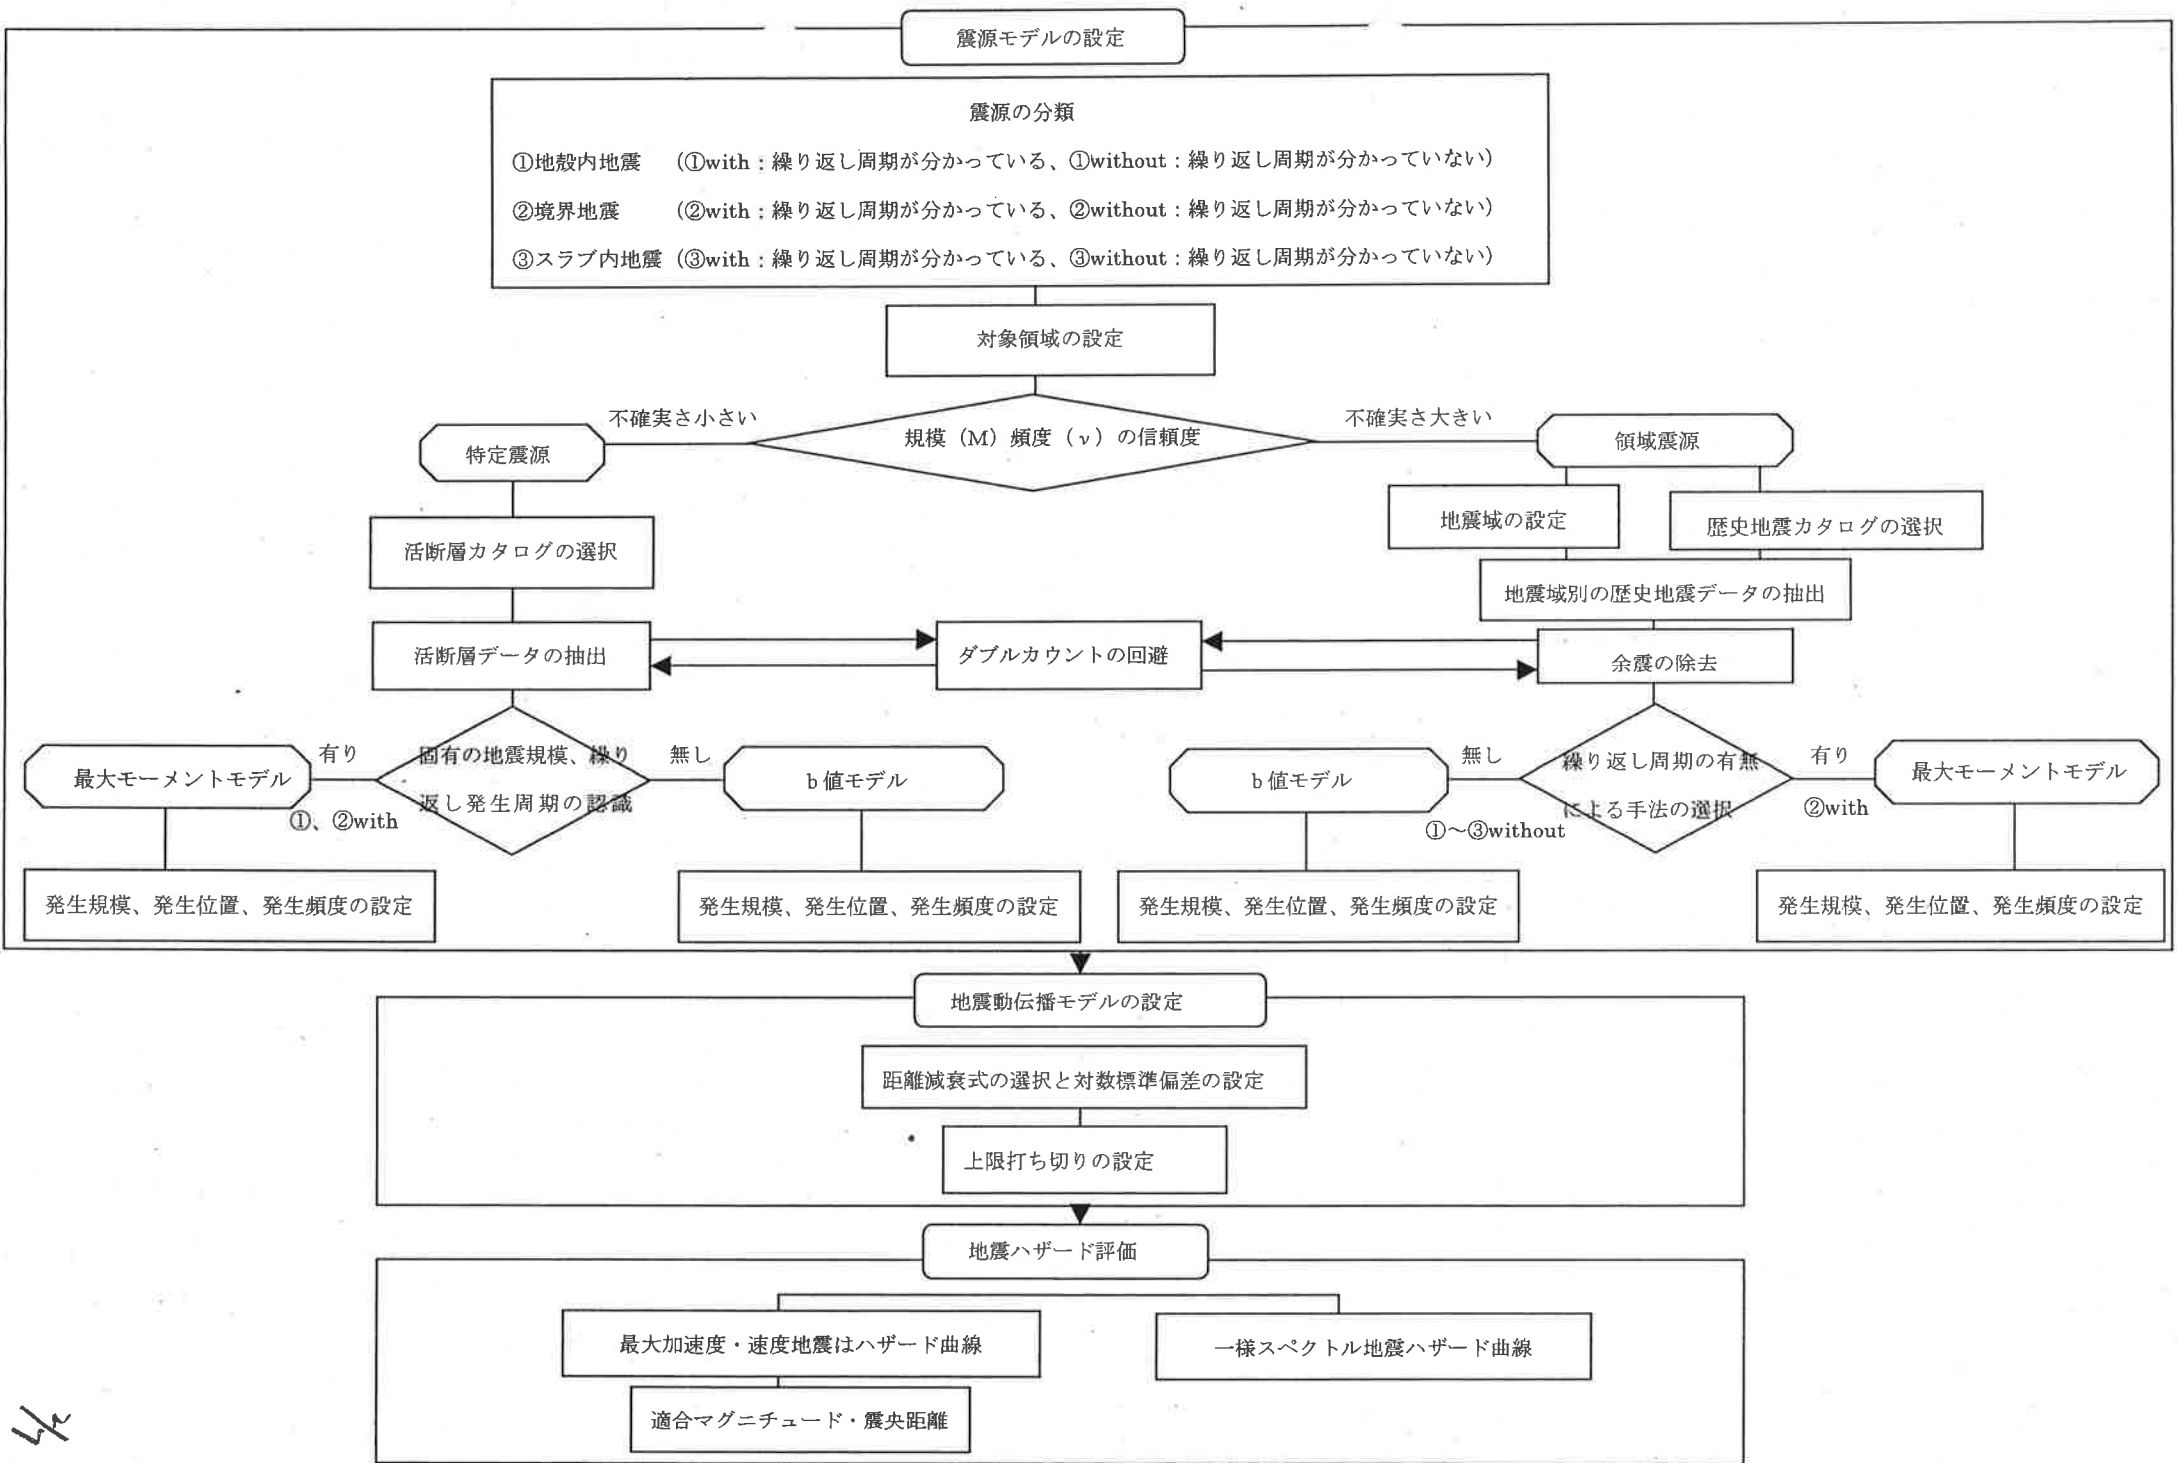 震源モデルの設定
震源の分類
①地殻内地震 (①with：繰り返し周期が分かっている、①without：繰り返し周期が分かっていない)
②境界地震 (②with：繰り返し周期が分かっている、②without：繰り返し周期が分かっていない)
③スラブ内地震 (③with：繰り返し周期が分かっている、③without：繰り返し周期が分かっていない)
対象領域の設定
不確実さ小さい
規模（M）頻度（ν）の信頼度
不確実さ大きい
特定震源
領域震源
活断層カタログの選択
地震域の設定
歴史地震カタログの選択
地震域別の歴史地震データの抽出
活断層データの抽出
ダブルカウントの回避
余震の除去
最大モーメントモデル
有り
①、②with
固有の地震規模、繰り
返し発生周期の認識
無し
b 値モデル
b 値モデル
無し
①～③without
繰り返し周期の有無
による手法の選択
有り
②with
最大モーメントモデル
発生規模、発生位置、発生頻度の設定
発生規模、発生位置、発生頻度の設定
発生規模、発生位置、発生頻度の設定
発生規模、発生位置、発生頻度の設定
地震動伝播モデルの設定
距離減衰式の選択と対数標準偏差の設定
上限打ち切りの設定
地震ハザード評価
最大加速度・速度地震はハザード曲線
一様スペクトル地震ハザード曲線
適合マグニチュード・震央距離